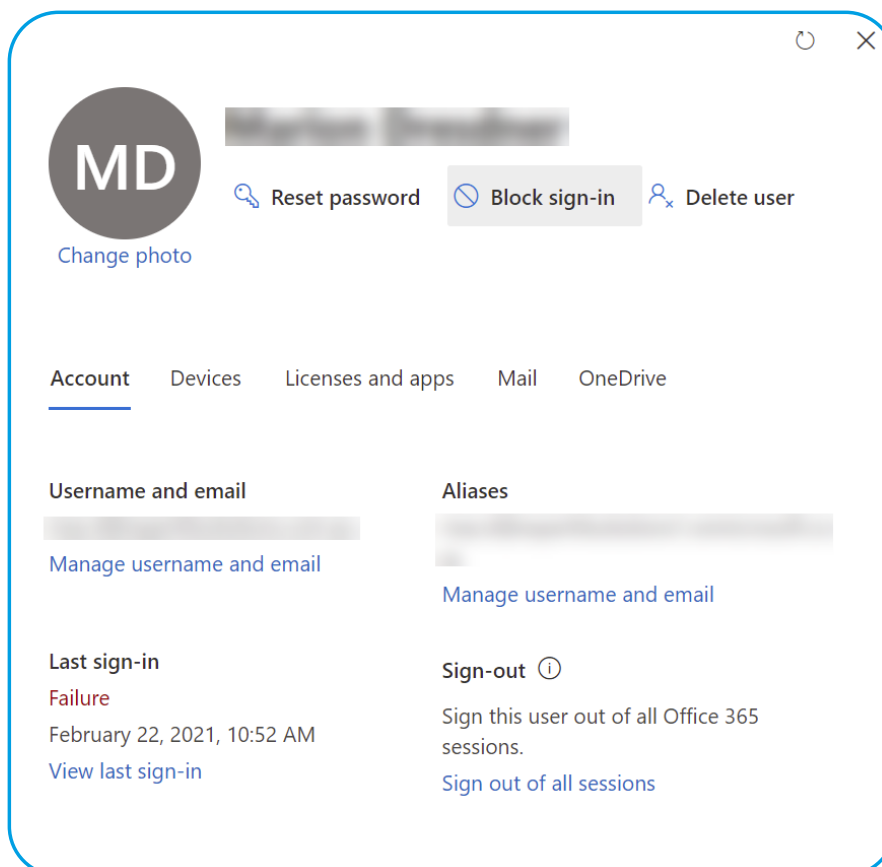 MD
Reset password
Block sign-in
Delete user
Change photo
Account
Devices
Licenses and apps
Mail
OneDrive
Username and email
Manage username and email
Aliases
Manage username and email
Last sign-in
Failure
February 22, 2021, 10:52 AM
View last sign-in
Sign-out
Sign this user out of all Office 365
sessions.
Sign out of all sessions